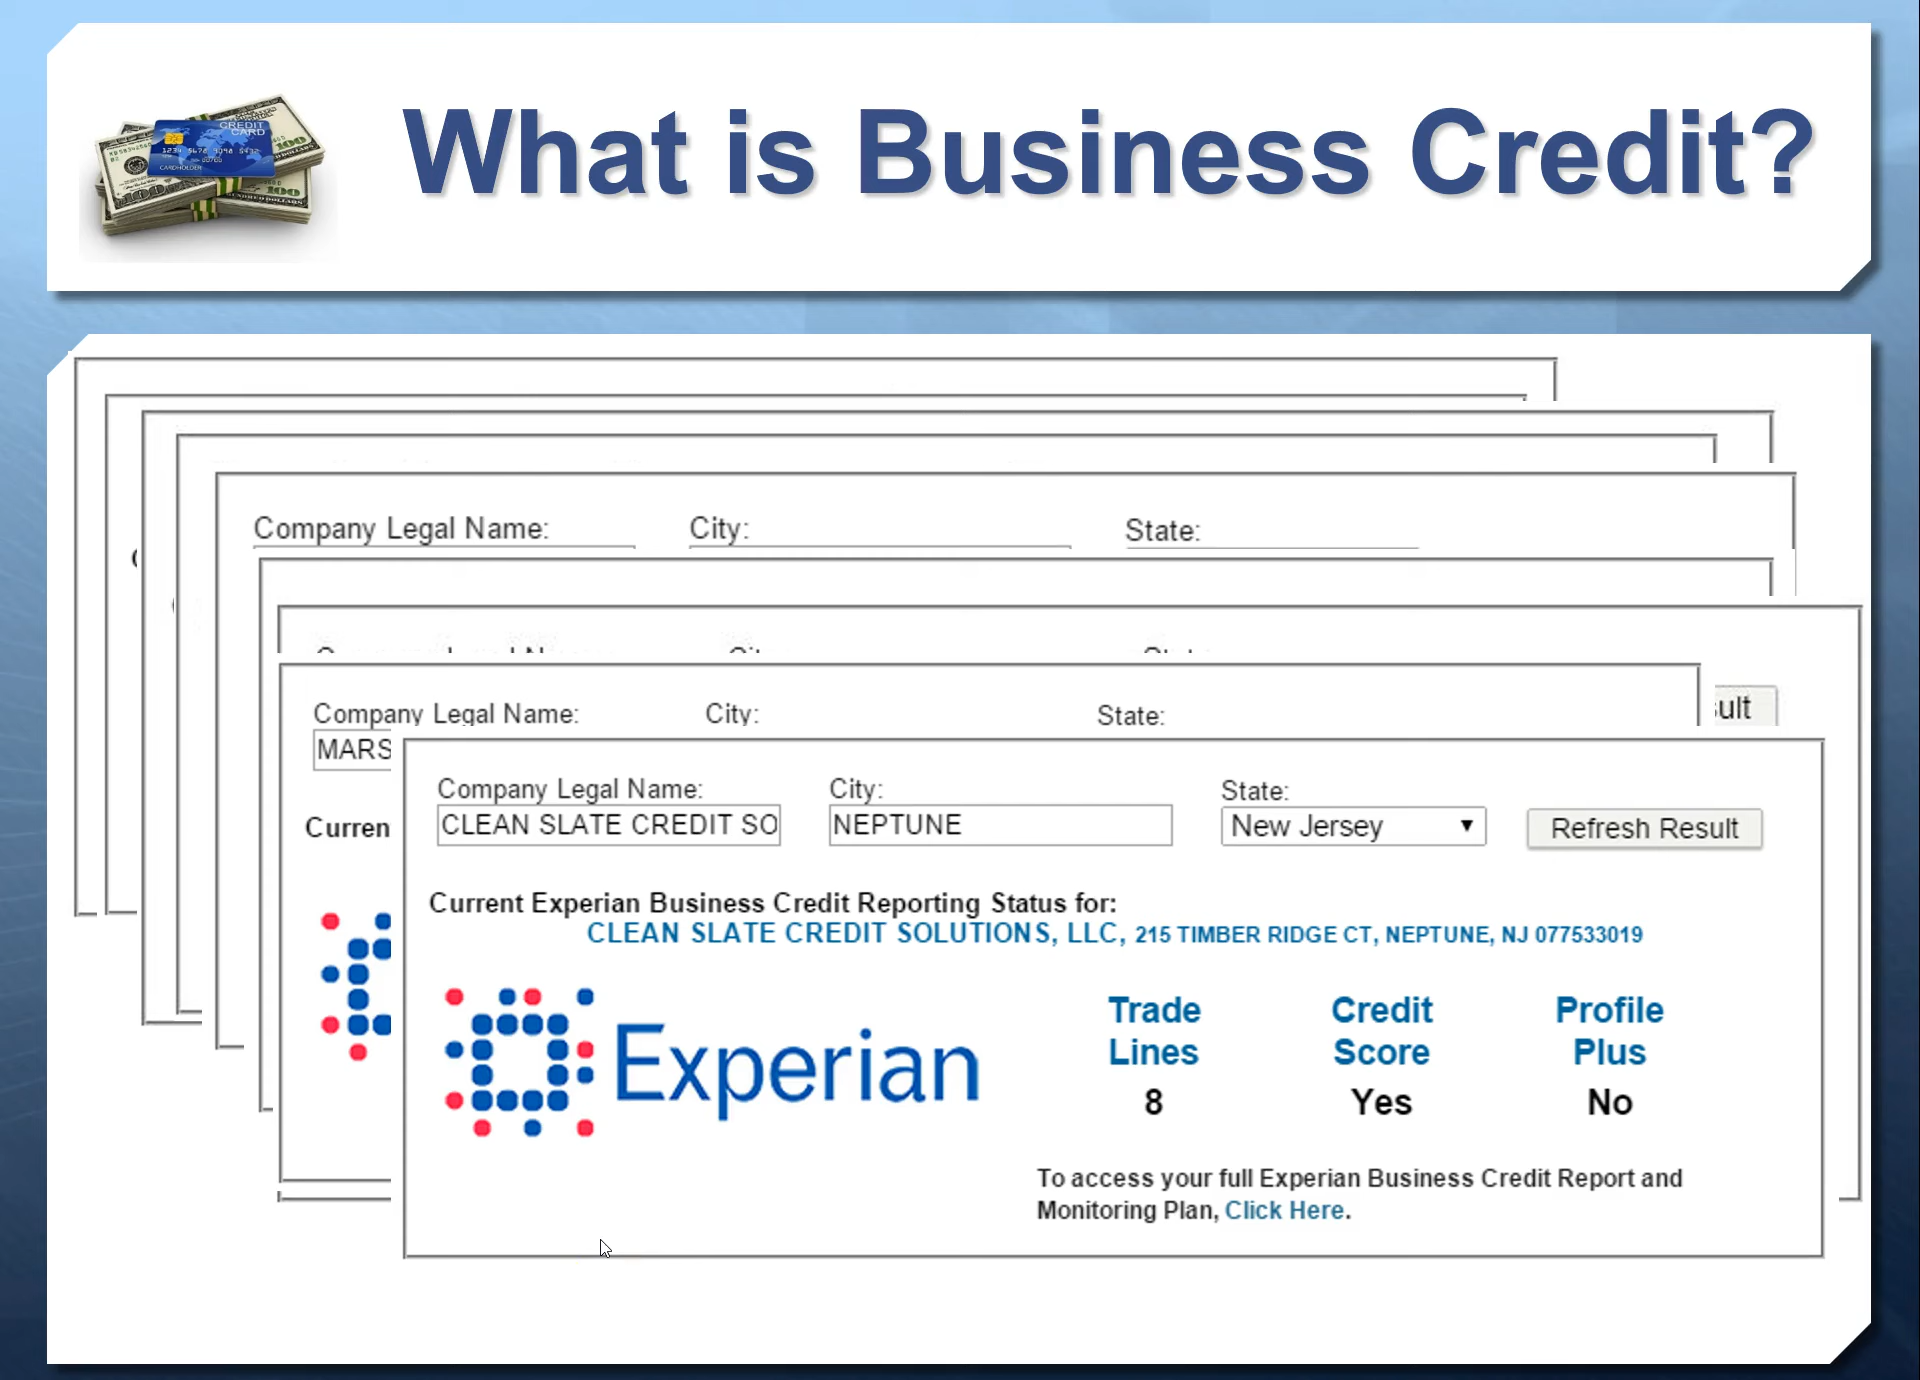 What is Business Credit?
CREDIT
CARD
Company Legal Name: City: State:
ult
Company Legal Name: City: State:
MARS
Curren
Company Legal Name: City: State:
CLEAN SLATE CREDIT SO NEPTUNE New Jersey Refresh Result
Current Experian Business Credit Reporting Status for:
CLEAN SLATE CREDIT SOLUTIONS, LLC, 215 TIMBER RIDGE CT, NEPTUNE, NJ 077533019
Experian
Trade Credit Profile
Lines Score Plus
8 Yes No
To access your full Experian Business Credit Report and
Monitoring Plan, Click Here.